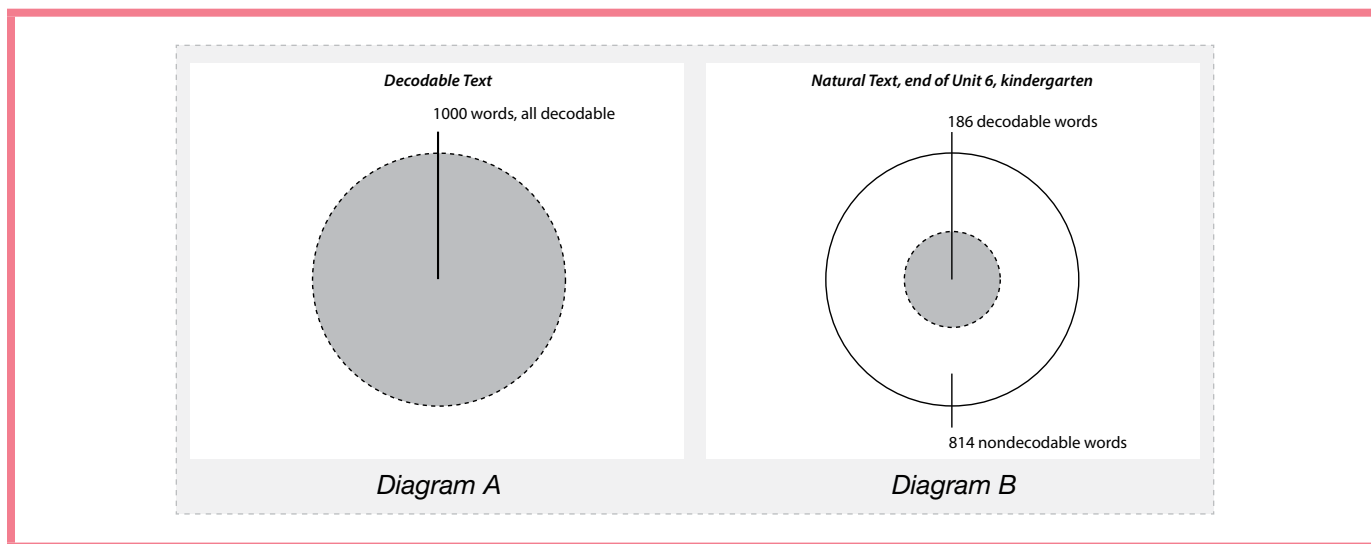 Decodable Text
1000 words, all decodable
Diagram A
Natural Text, end of Unit 6, kindergarten
186 decodable words
814 nondecodable words
Diagram B